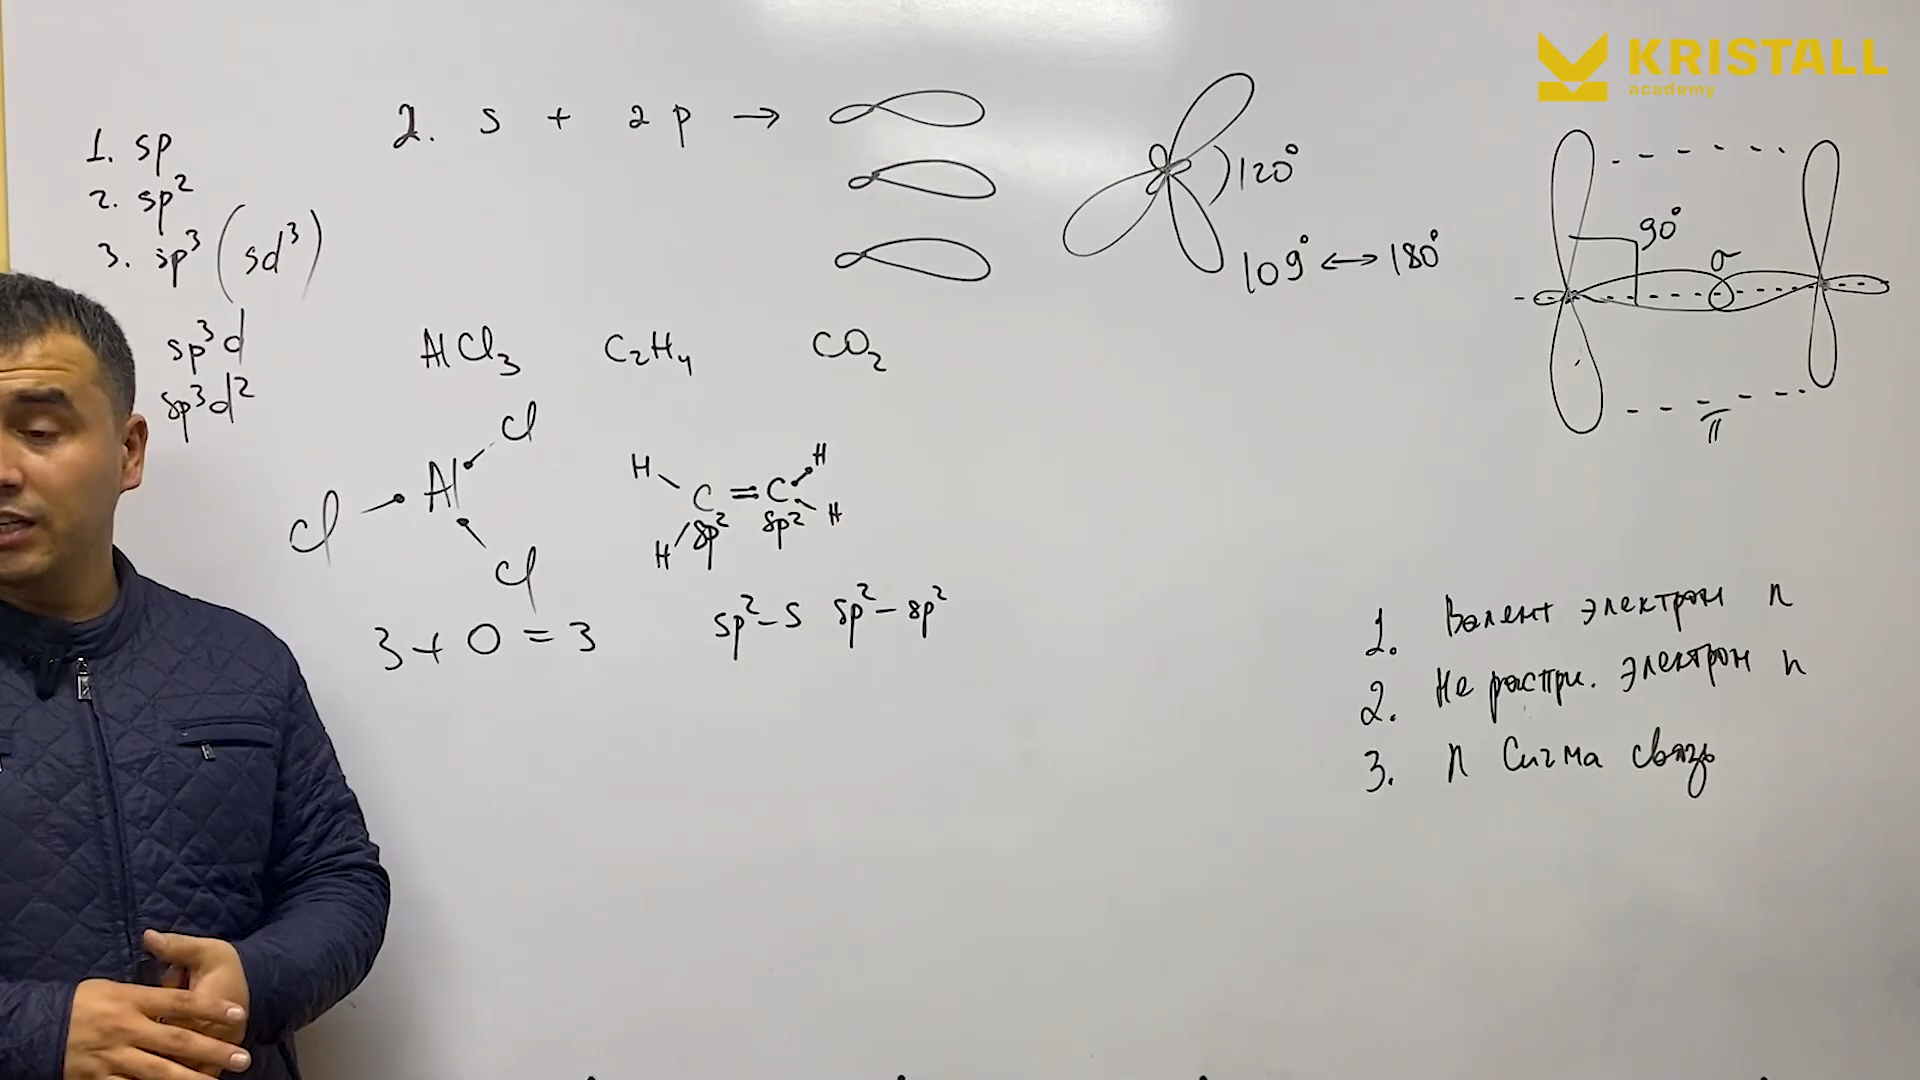 KRISTALL
academy
1. sp
2. sp²
3. sp³ (sd³)
sp³d
sp³d²
2. s + 2p →
120°
109° ↔ 180°
90°
σ
π
AlCl₃ C₂H₄ CO₂
Cl
Cl Al
Cl
3 + 0 = 3
H H
C = C
sp² sp² H
H
sp² – s sp² – sp²
1. Валент электрон n
2. Не распри. электрон n
3. n Сигма связь